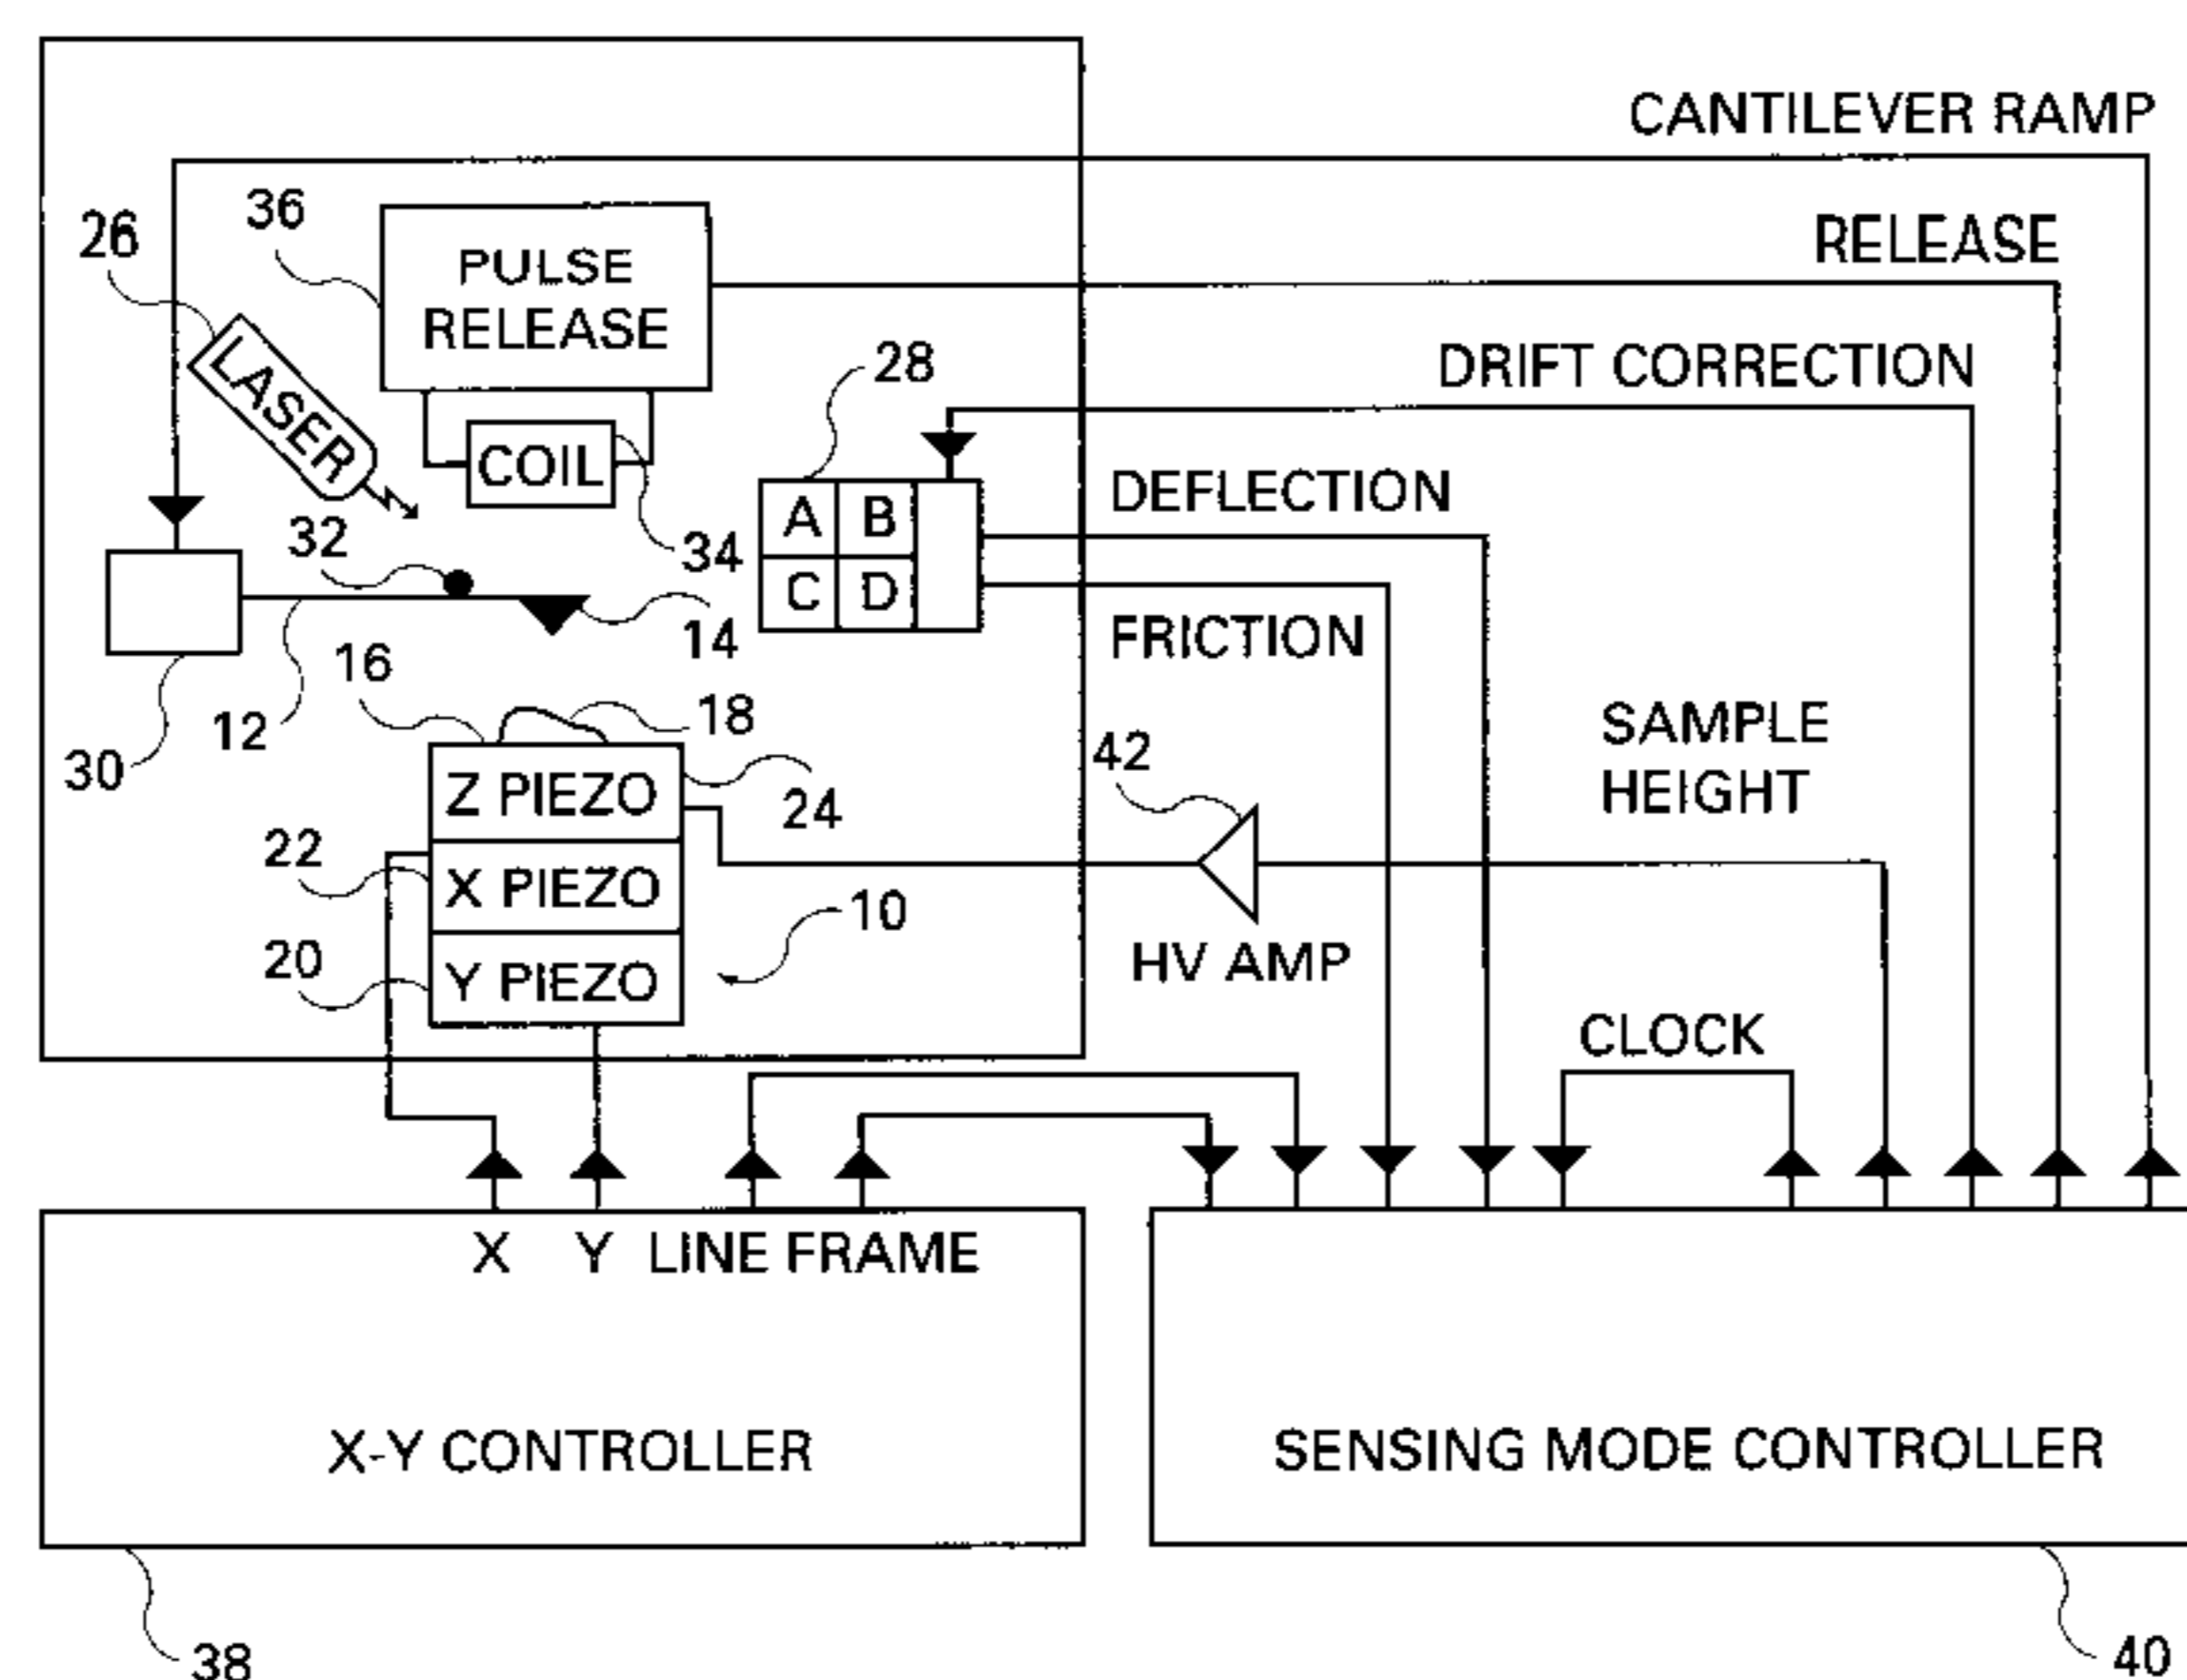 CANTILEVER RAMP
36
26
RELEASE
PULSE
RELEASE
28
DRIFT CORRECTION
LASER
COIL
DEFLECTION
A B
32
34
C D
14
FRICTION
16
18
12
30
42
SAMPLE
HEIGHT
Z PIEZO
24
22
X PIEZO
10
20
Y PIEZO
HV AMP
CLOCK
X Y LINE FRAME
X-Y CONTROLLER
SENSING MODE CONTROLLER
38
40